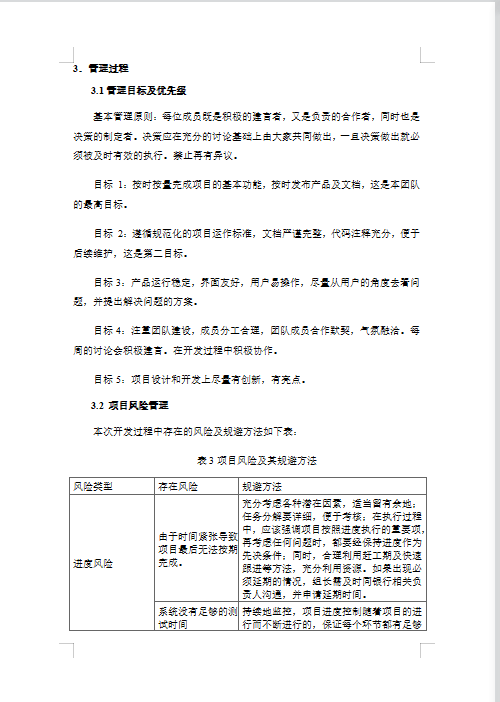 3．管理过程
3.1 管理目标及优先级
基本管理原则：每位成员既是积极的建言者，又是负责的合作者，同时也是
决策的制定者。决策应在充分的讨论基础上由大家共同做出，一旦决策做出就必
须被及时有效的执行。禁止再有异议。
目标 1：按时按量完成项目的基本功能，按时发布产品及文档，这是本团队
的最高目标。
目标 2：遵循规范化的项目运作标准，文档严谨完整，代码注释充分，便于
后续维护，这是第二目标。
目标 3：产品运行稳定，界面友好，用户易操作，尽量从用户的角度去看问
题，并提出解决问题的方案。
目标 4：注重团队建设，成员分工合理，团队成员合作默契，气氛融洽。每
周的讨论会积极建言。在开发过程中积极协作。
目标 5：项目设计和开发上尽量有创新，有亮点。
3.2 项目风险管理
本次开发过程中存在的风险及规避方法如下表：
表 3 项目风险及其规避方法
风险类型 存在风险 规避方法
进度风险
由于时间紧张导致
项目最后无法按期
完成。
充分考虑各种潜在因素，适当留有余地；
任务分解要详细，便于考核；在执行过程
中，应该强调项目按照进度执行的重要项，
再考虑任何问题时，都要经保持进度作为
先决条件；同时，合理利用赶工期及快速
跟进等方法，充分利用资源。如果出现必
须延期的情况，组长需及时同银行相关负
责人沟通，并申请延期时间。
系统没有足够的测
试时间
持续地监控，项目进度控制随着项目的进
行而不断进行的，保证每个环节都有足够